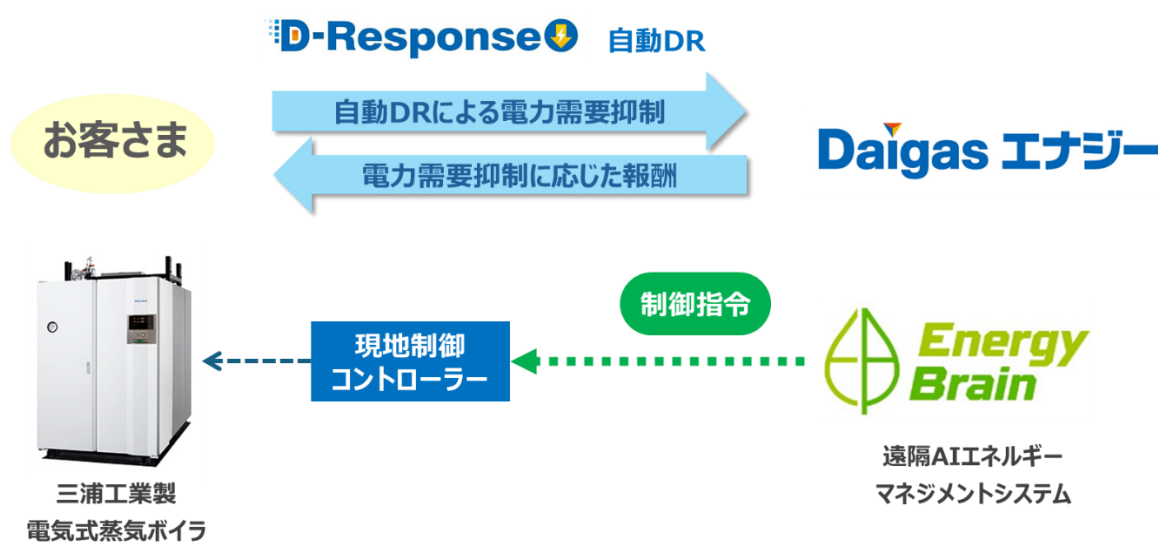 D-Response 自動DR
自動DRによる電力需要抑制
お客さま
電力需要抑制に応じた報酬
Daigas エナジー
制御指令
現地制御
コントローラー
Energy
Brain
遠隔AIエネルギー
マネジメントシステム
三浦工業製
電気式蒸気ボイラ